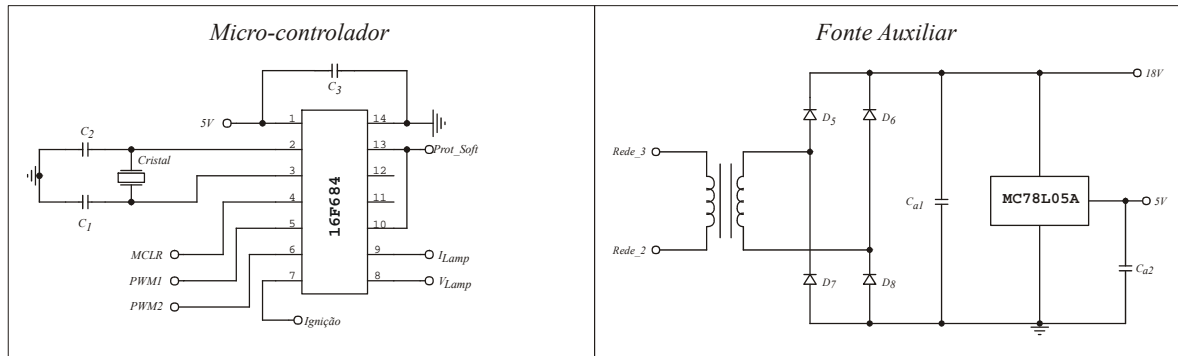 Micro-controlador
C3
5V
1
2
3
4
5
6
7
14
13
12
11
10
9
8
16F684
C2
Cristal
C1
Prot_Soft
MCLR
PWM1
PWM2
ILamp
VLamp
Ignição
Fonte Auxiliar
18V
D5
D6
Rede_3
Ca1
MC78L05A
5V
Rede_2
D7
D8
Ca2